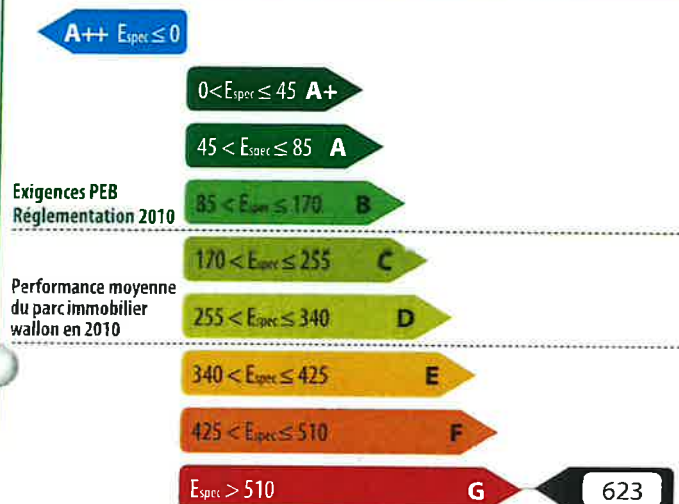 A++ Espec ≤ 0
0 < Espec ≤ 45 A+
45 < Espec ≤ 85 A
Exigences PEB
Réglementation 2010
85 < Espec ≤ 170 B
170 < Espec ≤ 255 C
Performance moyenne
du parc immobilier
wallon en 2010
255 < Espec ≤ 340 D
340 < Espec ≤ 425 E
425 < Espec ≤ 510 F
Espec > 510 G 623